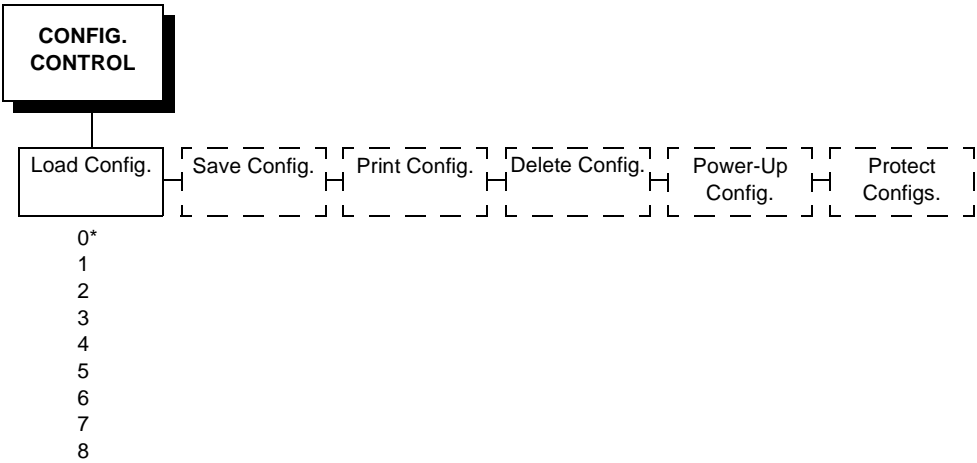 CONFIG.
CONTROL
Load Config.
Save Config.
Print Config.
Delete Config.
Power-Up
Config.
Protect
Configs.
0*
1
2
3
4
5
6
7
8